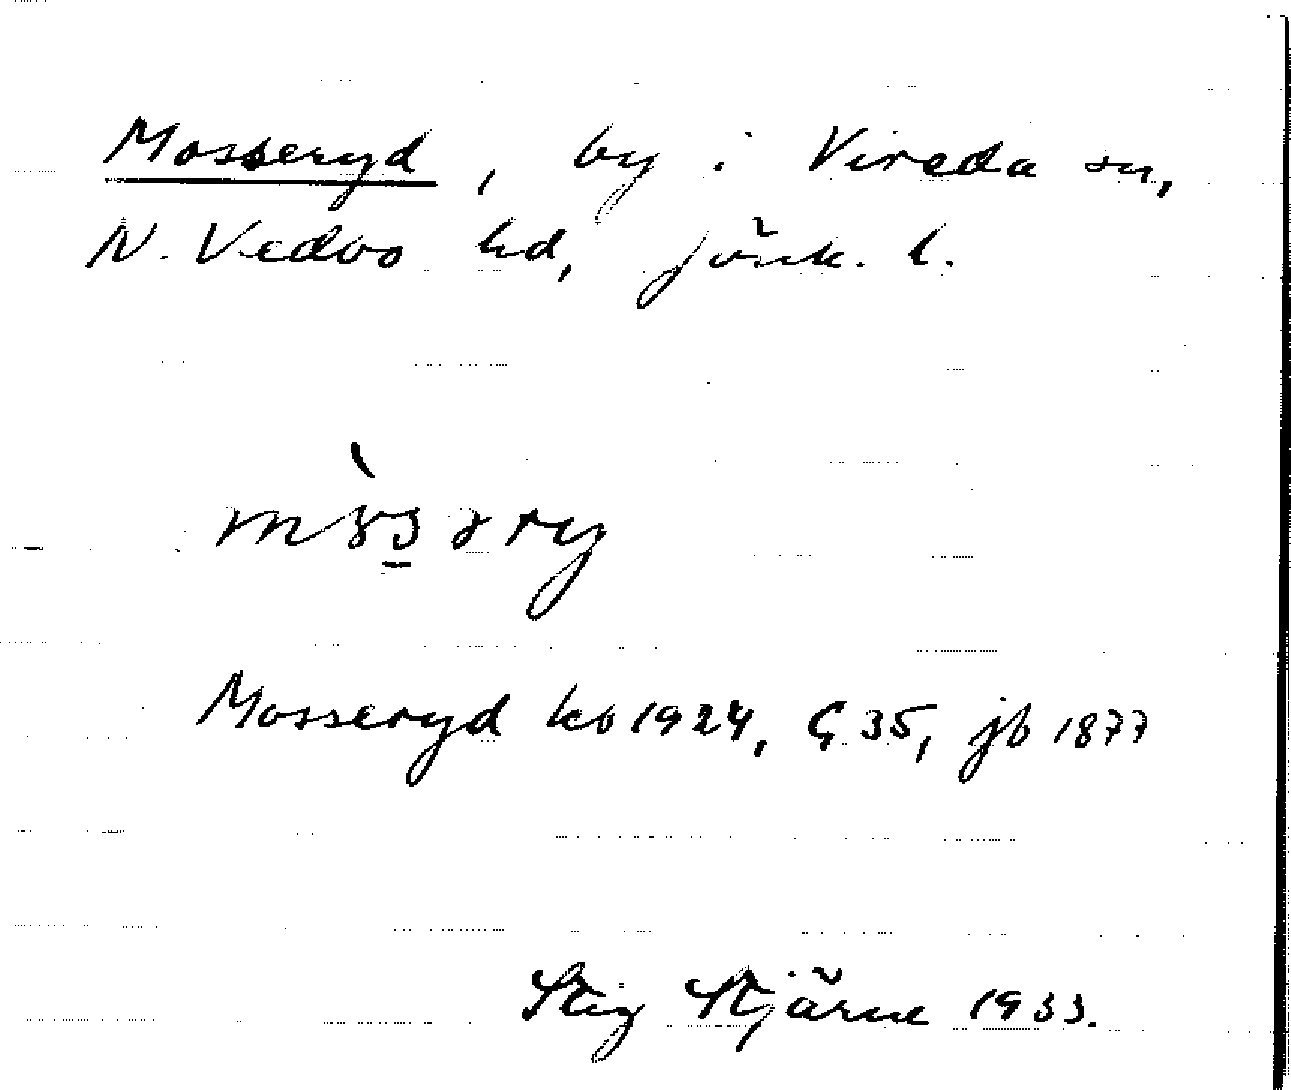 Mosseryd, by i Vireda sn,
N. Vedbo hd, Jönk. l.
Mosseryd kb 1924, G 35, jb 1877
Stig Stjärne 1933.